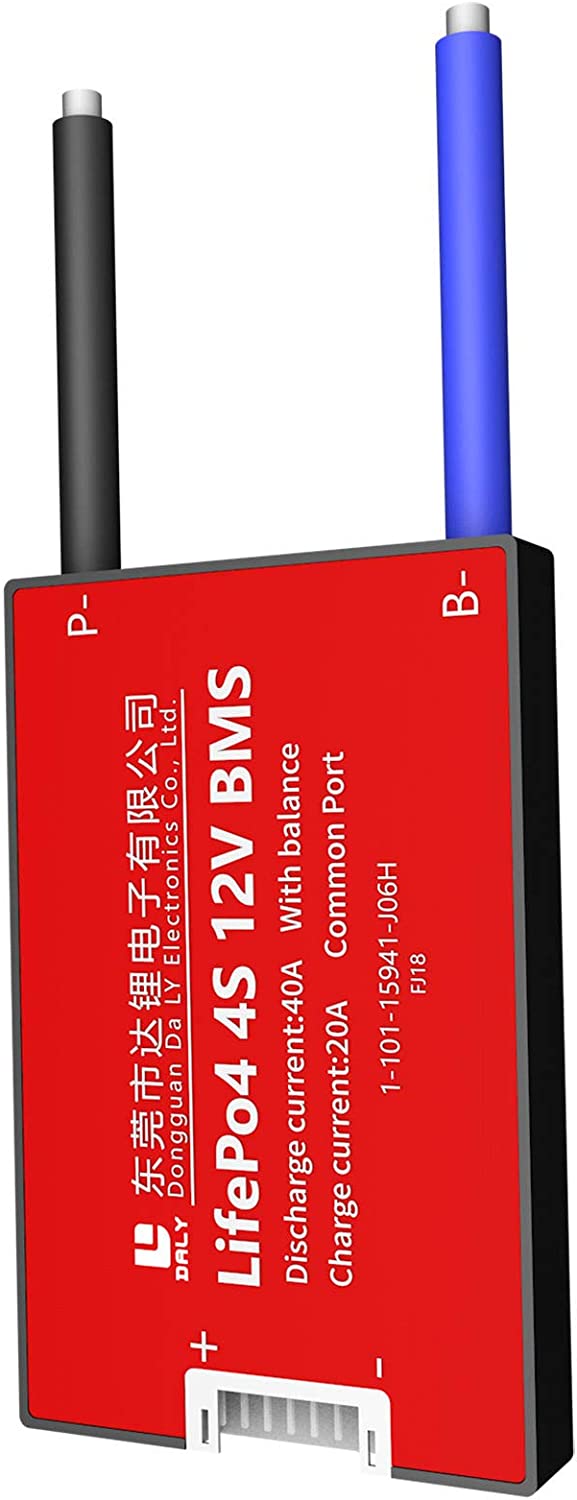 P-
B-
东莞市达锂电子有限公司
Dongguan Da LY Electronics Co., Ltd.
DALY
LifePo4 4S 12V BMS
Discharge current:40A With balance
Charge current:20A Common Port
1-101-15941-J06H
FJ18
+
-